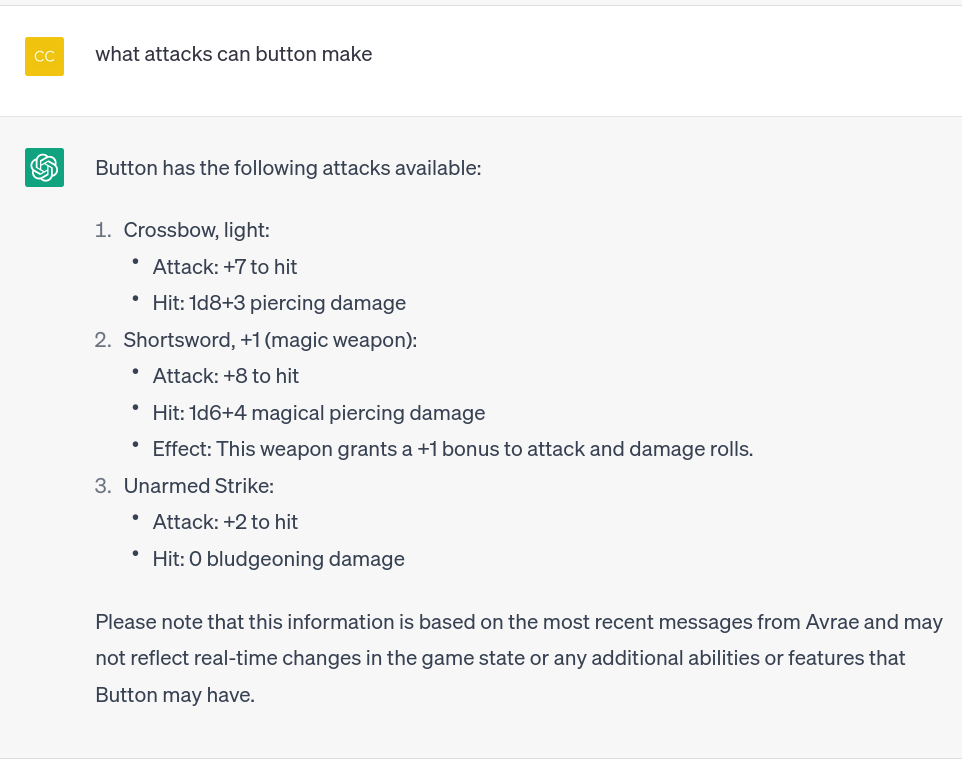 CC
what attacks can button make
Button has the following attacks available:
1. Crossbow, light:
• Attack: +7 to hit
• Hit: 1d8+3 piercing damage
2. Shortsword, +1 (magic weapon):
• Attack: +8 to hit
• Hit: 1d6+4 magical piercing damage
• Effect: This weapon grants a +1 bonus to attack and damage rolls.
3. Unarmed Strike:
• Attack: +2 to hit
• Hit: 0 bludgeoning damage
Please note that this information is based on the most recent messages from Avrae and may
not reflect real-time changes in the game state or any additional abilities or features that
Button may have.